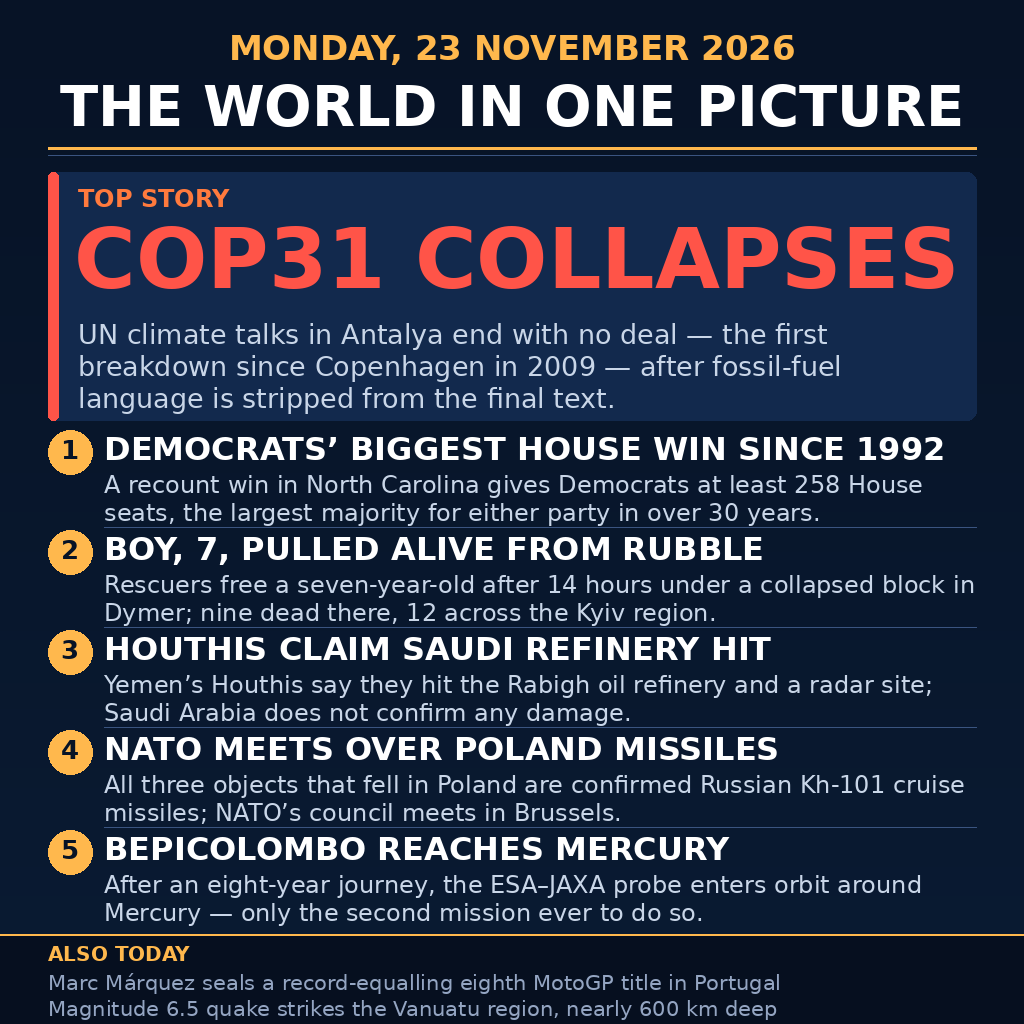 MONDAY, 23 NOVEMBER 2026
THE WORLD IN ONE PICTURE
TOP STORY
COP31 COLLAPSES
UN climate talks in Antalya end with no deal — the first
breakdown since Copenhagen in 2009 — after fossil-fuel
language is stripped from the final text.
1 DEMOCRATS’ BIGGEST HOUSE WIN SINCE 1992
A recount win in North Carolina gives Democrats at least 258 House
seats, the largest majority for either party in over 30 years.
2 BOY, 7, PULLED ALIVE FROM RUBBLE
Rescuers free a seven-year-old after 14 hours under a collapsed block in
Dymer; nine dead there, 12 across the Kyiv region.
3 HOUTHIS CLAIM SAUDI REFINERY HIT
Yemen’s Houthis say they hit the Rabigh oil refinery and a radar site;
Saudi Arabia does not confirm any damage.
4 NATO MEETS OVER POLAND MISSILES
All three objects that fell in Poland are confirmed Russian Kh-101 cruise
missiles; NATO’s council meets in Brussels.
5 BEPICOLOMBO REACHES MERCURY
After an eight-year journey, the ESA–JAXA probe enters orbit around
Mercury — only the second mission ever to do so.
ALSO TODAY
Marc Márquez seals a record-equalling eighth MotoGP title in Portugal
Magnitude 6.5 quake strikes the Vanuatu region, nearly 600 km deep